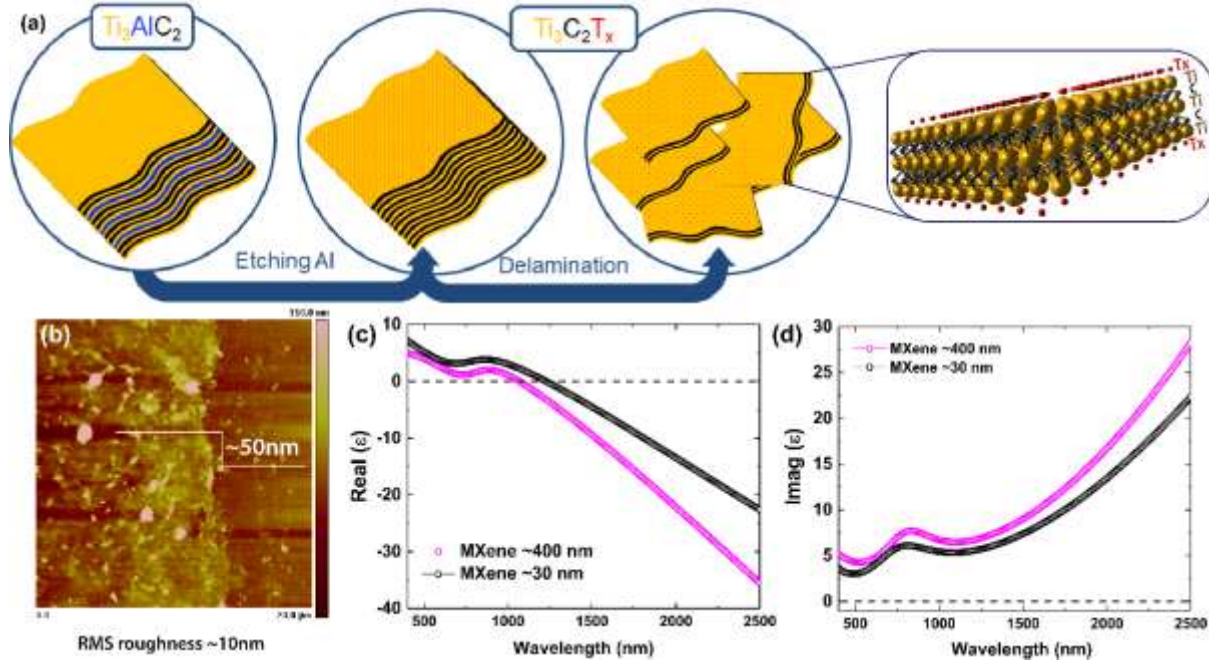 (a)
Ti₃AlC₂
Ti₃C₂Tₓ
Etching Al
Delamination
Tx
Ti
C
Ti
C
Ti
Tx
(b)
~50nm
RMS roughness ~10nm
(c)
10
5
0
-10
-20
-30
-40
Real (ε)
MXene ~400 nm
MXene ~30 nm
500
1000
1500
2000
2500
Wavelength (nm)
(d)
30
25
20
15
10
5
0
Imag (ε)
MXene ~400 nm
MXene ~30 nm
500
1000
1500
2000
2500
Wavelength (nm)